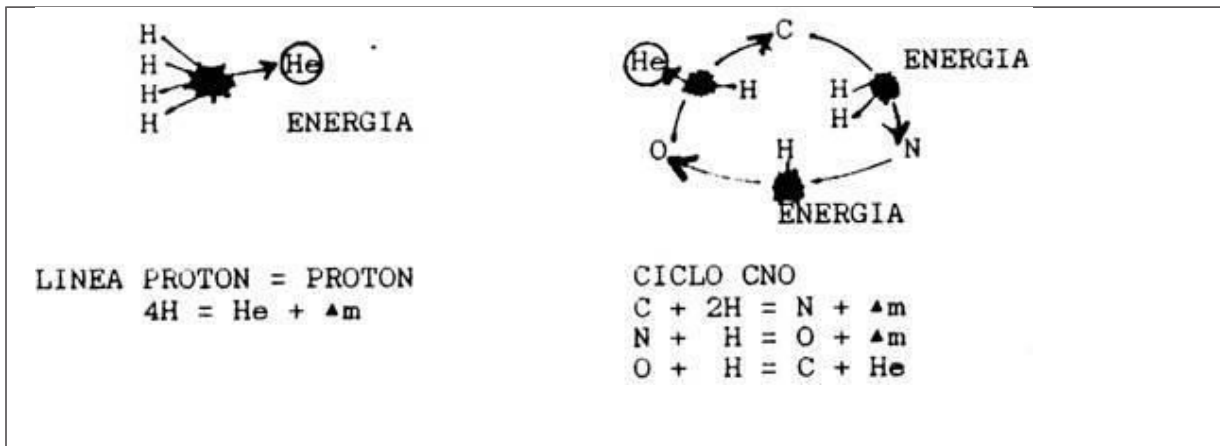 H
H
H
H
He
ENERGIA
LINEA PROTON = PROTON
4H = He + ▲m
C
He
H
ENERGIA
H
H
O
H
N
ENERGIA
CICLO CNO
C + 2H = N + ▲m
N + H = O + ▲m
O + H = C + He